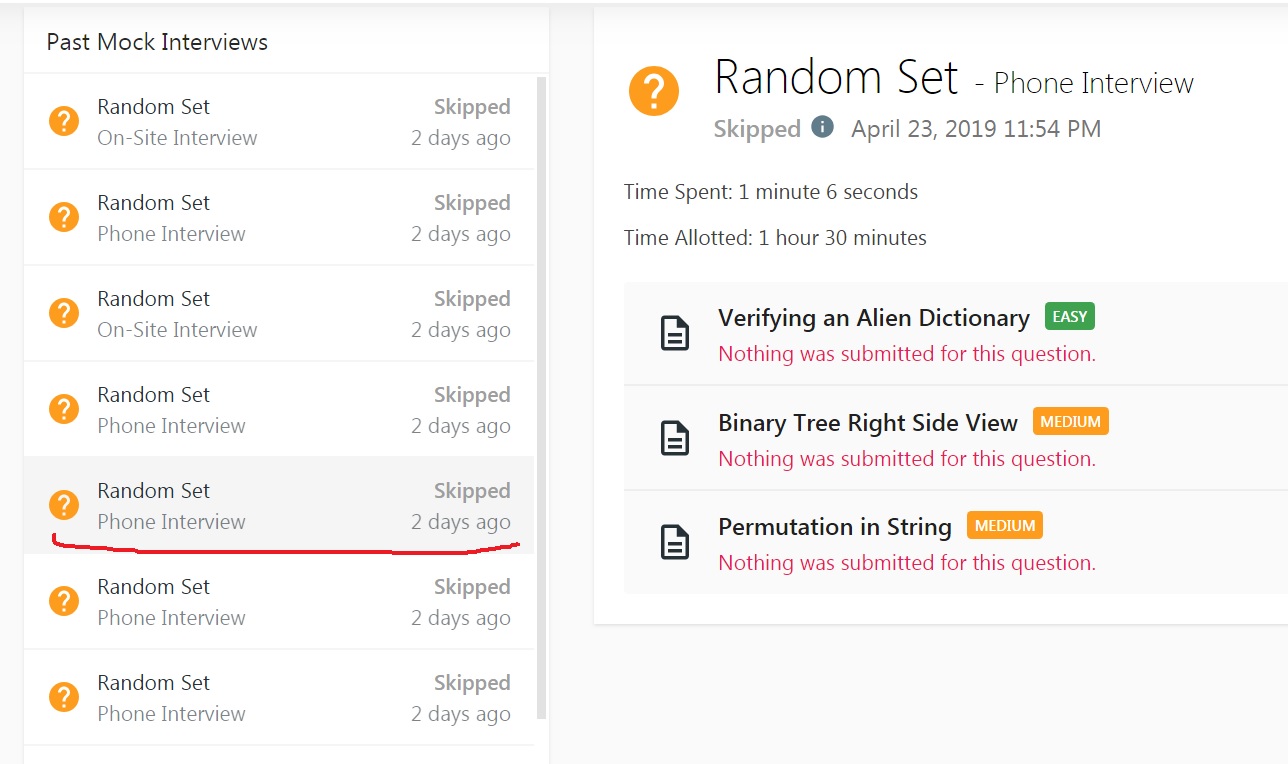 Past Mock Interviews
Random Set Skipped
On-Site Interview 2 days ago
Random Set Skipped
Phone Interview 2 days ago
Random Set Skipped
On-Site Interview 2 days ago
Random Set Skipped
Phone Interview 2 days ago
Random Set Skipped
Phone Interview 2 days ago
Random Set Skipped
Phone Interview 2 days ago
Random Set Skipped
Phone Interview 2 days ago
Random Set - Phone Interview
Skipped April 23, 2019 11:54 PM
Time Spent: 1 minute 6 seconds
Time Allotted: 1 hour 30 minutes
Verifying an Alien Dictionary EASY
Nothing was submitted for this question.
Binary Tree Right Side View MEDIUM
Nothing was submitted for this question.
Permutation in String MEDIUM
Nothing was submitted for this question.